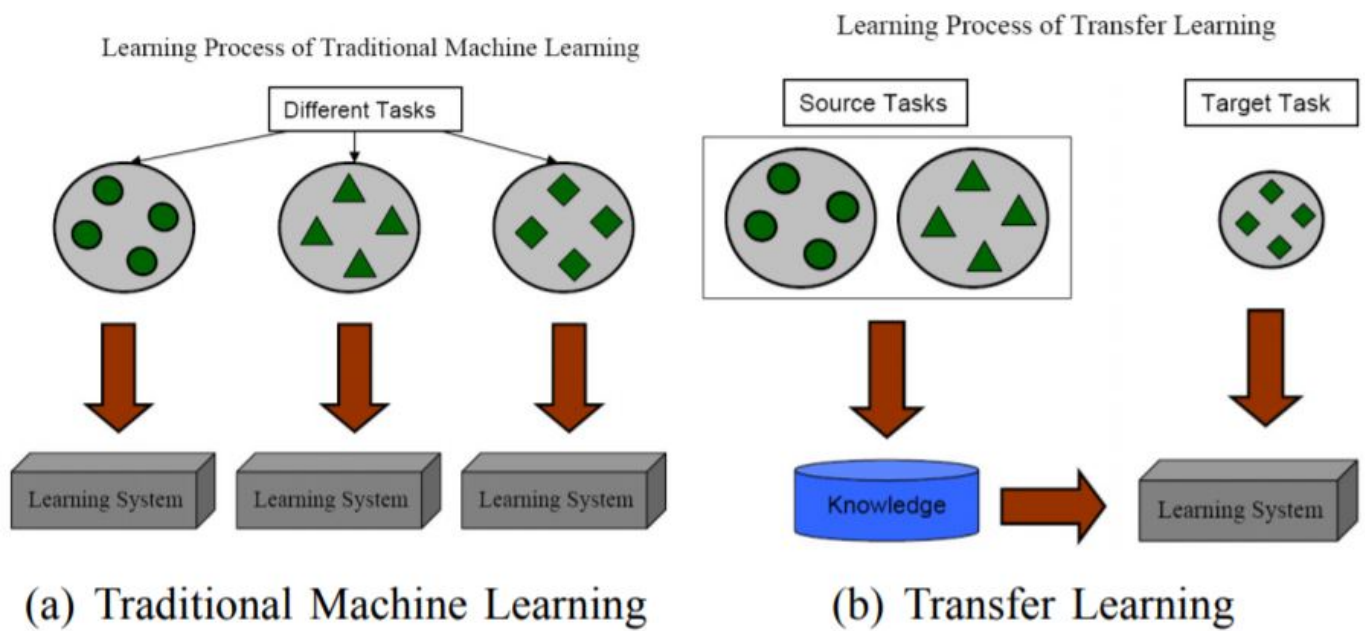 Learning Process of Traditional Machine Learning
Different Tasks
Learning System
Learning System
Learning System
(a) Traditional Machine Learning
Learning Process of Transfer Learning
Source Tasks
Target Task
Knowledge
Learning System
(b) Transfer Learning